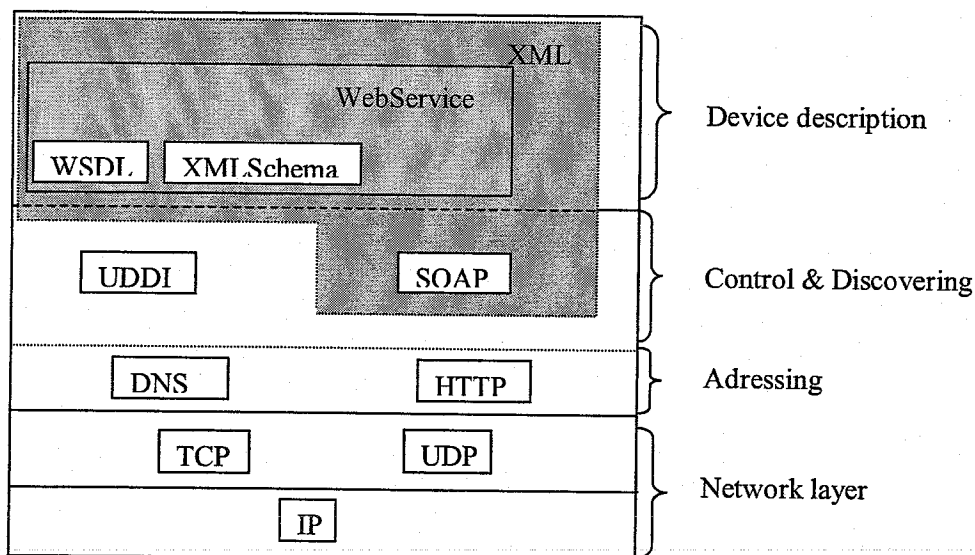 XML
WebService
Device description
WSDL XMLSchema
UDDI SOAP
Control & Discovering
DNS HTTP
Adressing
TCP UDP
Network layer
IP